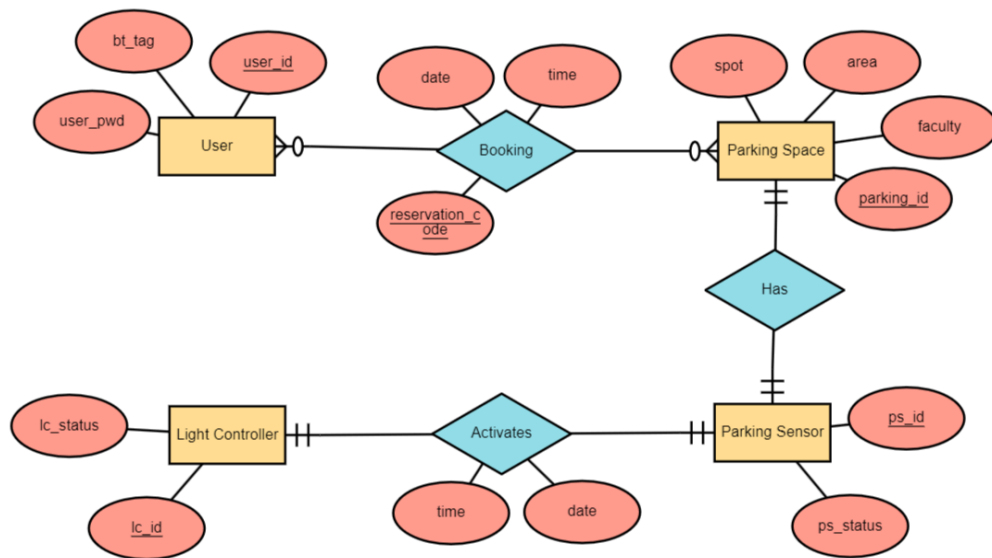 bt_tag
user_id
user_pwd
User
date
time
Booking
reservation_c
ode
spot
area
faculty
Parking Space
parking_id
Has
lc_status
Light Controller
lc_id
Activates
time
date
Parking Sensor
ps_id
ps_status